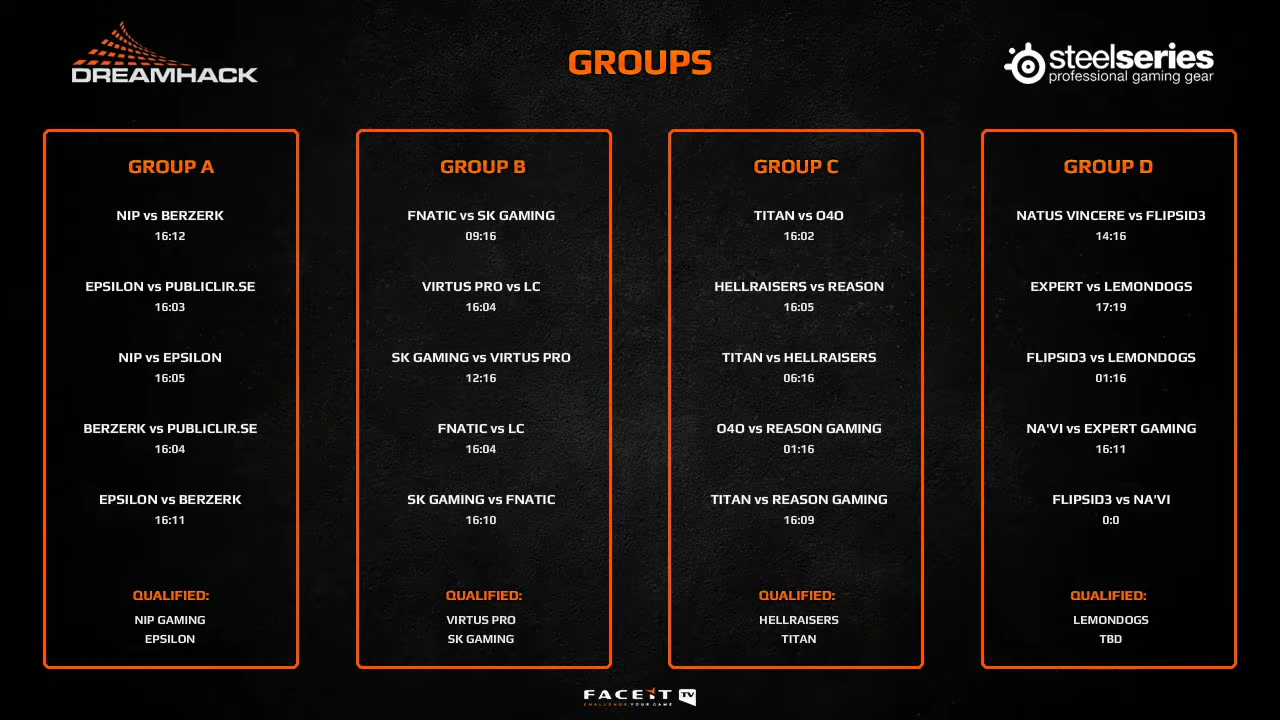 DREAMHACK
GROUPS
steelseries
professional gaming gear
GROUP A
NIP vs BERZERK
16:12
EPSILON vs PUBLICLIR.SE
16:03
NIP vs EPSILON
16:05
BERZERK vs PUBLICLIR.SE
16:04
EPSILON vs BERZERK
16:11
QUALIFIED:
NIP GAMING
EPSILON
GROUP B
FNATIC vs SK GAMING
09:16
VIRTUS PRO vs LC
16:04
SK GAMING vs VIRTUS PRO
12:16
FNATIC vs LC
16:04
SK GAMING vs FNATIC
16:10
QUALIFIED:
VIRTUS PRO
SK GAMING
GROUP C
TITAN vs O4O
16:02
HELLRAISERS vs REASON
16:05
TITAN vs HELLRAISERS
06:16
O4O vs REASON GAMING
01:16
TITAN vs REASON GAMING
16:09
QUALIFIED:
HELLRAISERS
TITAN
GROUP D
NATUS VINCERE vs FLIPSID3
14:16
EXPERT vs LEMONDOGS
17:19
FLIPSID3 vs LEMONDOGS
01:16
NA'VI vs EXPERT GAMING
16:11
FLIPSID3 vs NA'VI
0:0
QUALIFIED:
LEMONDOGS
TBD
FACEIT TV
CHALLENGE YOUR GAME